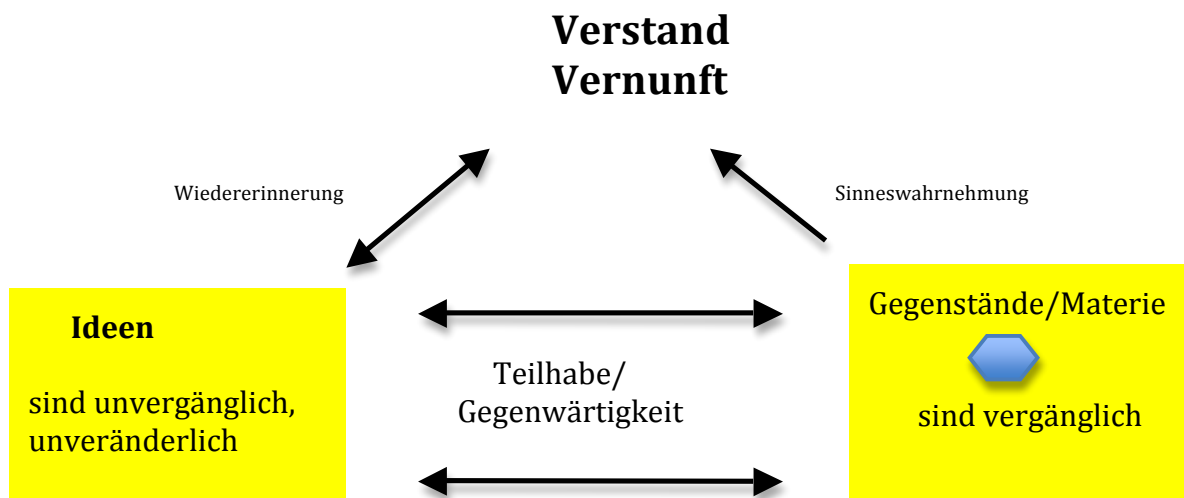 Verstand
Vernunft
Wiedererinnerung
Sinneswahrnehmung
Ideen
sind unvergänglich,
unveränderlich
Teilhabe/
Gegenwärtigkeit
Gegenstände/Materie
sind vergänglich